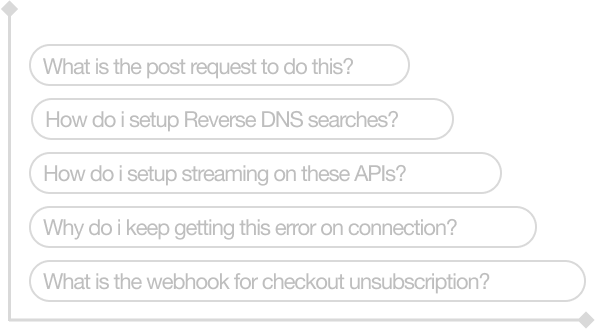 What is the post request to do this?
How do i setup Reverse DNS searches?
How do i setup streaming on these APIs?
Why do i keep getting this error on connection?
What is the webhook for checkout unsubscription?